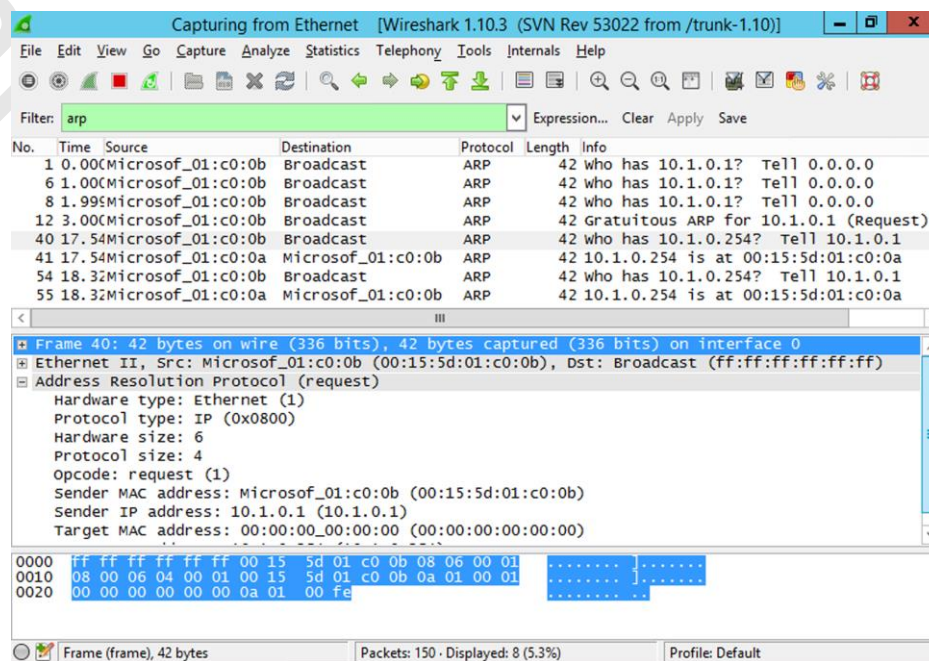 Capturing from Ethernet [Wireshark 1.10.3 (SVN Rev 53022 from /trunk-1.10)]
File Edit View Go Capture Analyze Statistics Telephony Tools Internals Help
Filter: arp Expression... Clear Apply Save
No. Time Source Destination Protocol Length Info
1 0.00 Microsof_01:c0:0b Broadcast ARP 42 Who has 10.1.0.1? Tell 0.0.0.0
6 1.00 Microsof_01:c0:0b Broadcast ARP 42 Who has 10.1.0.1? Tell 0.0.0.0
8 1.99 Microsof_01:c0:0b Broadcast ARP 42 Who has 10.1.0.1? Tell 0.0.0.0
12 3.00 Microsof_01:c0:0b Broadcast ARP 42 Gratuitous ARP for 10.1.0.1 (Request)
40 17.54 Microsof_01:c0:0b Broadcast ARP 42 Who has 10.1.0.254? Tell 10.1.0.1
41 17.54 Microsof_01:c0:0a Microsof_01:c0:0b ARP 42 10.1.0.254 is at 00:15:5d:01:c0:0a
54 18.32 Microsof_01:c0:0b Broadcast ARP 42 Who has 10.1.0.254? Tell 10.1.0.1
55 18.32 Microsof_01:c0:0a Microsof_01:c0:0b ARP 42 10.1.0.254 is at 00:15:5d:01:c0:0a
Frame 40: 42 bytes on wire (336 bits), 42 bytes captured (336 bits) on interface 0
Ethernet II, Src: Microsof_01:c0:0b (00:15:5d:01:c0:0b), Dst: Broadcast (ff:ff:ff:ff:ff:ff)
Address Resolution Protocol (request)
Hardware type: Ethernet (1)
Protocol type: IP (0x0800)
Hardware size: 6
Protocol size: 4
Opcode: request (1)
Sender MAC address: Microsof_01:c0:0b (00:15:5d:01:c0:0b)
Sender IP address: 10.1.0.1 (10.1.0.1)
Target MAC address: 00:00:00_00:00:00 (00:00:00:00:00:00)
0000 ff ff ff ff ff ff 00 15 5d 01 c0 0b 08 06 00 01 ........ ].......
0010 08 00 06 04 00 01 00 15 5d 01 c0 0b 0a 01 00 01 ........ ].......
0020 00 00 00 00 00 00 0a 01 00 fe ........ ..
Frame (frame), 42 bytes Packets: 150 · Displayed: 8 (5.3%) Profile: Default